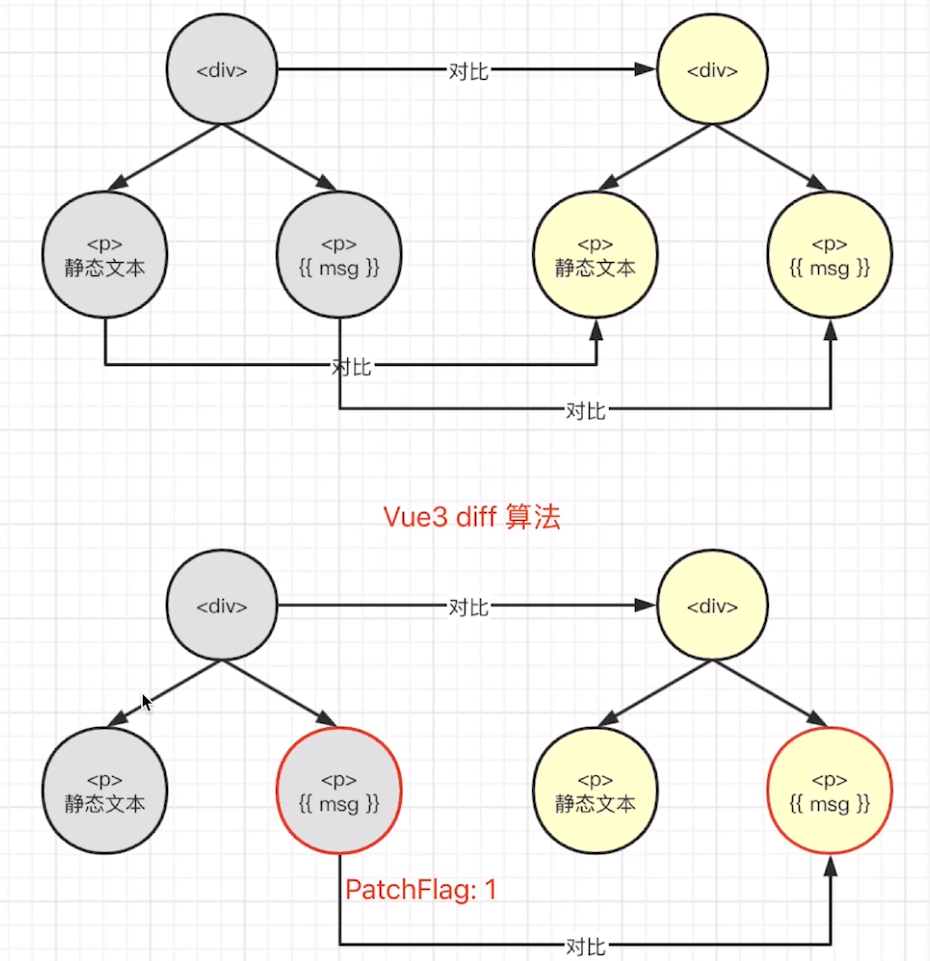 <div>
对比
<div>
<p>
静态文本
<p>
{{ msg }}
<p>
静态文本
<p>
{{ msg }}
对比
对比
Vue3 diff 算法
<div>
对比
<div>
<p>
静态文本
<p>
{{ msg }}
<p>
静态文本
<p>
{{ msg }}
PatchFlag: 1
对比